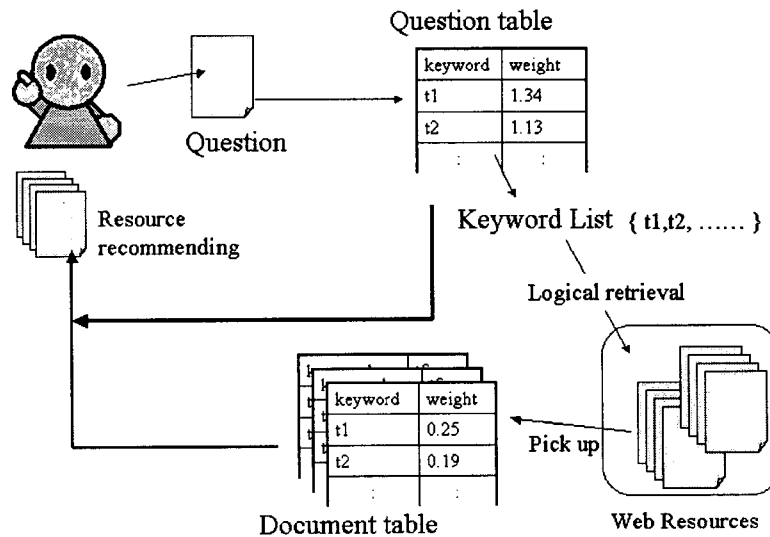 Question table
keyword weight
t1 1.34
t2 1.13
: :
Question
Keyword List { t1,t2, ...... }
Resource
recommending
Logical retrieval
keyword weight
t1 0.25
t2 0.19
: :
Pick up
Document table
Web Resources